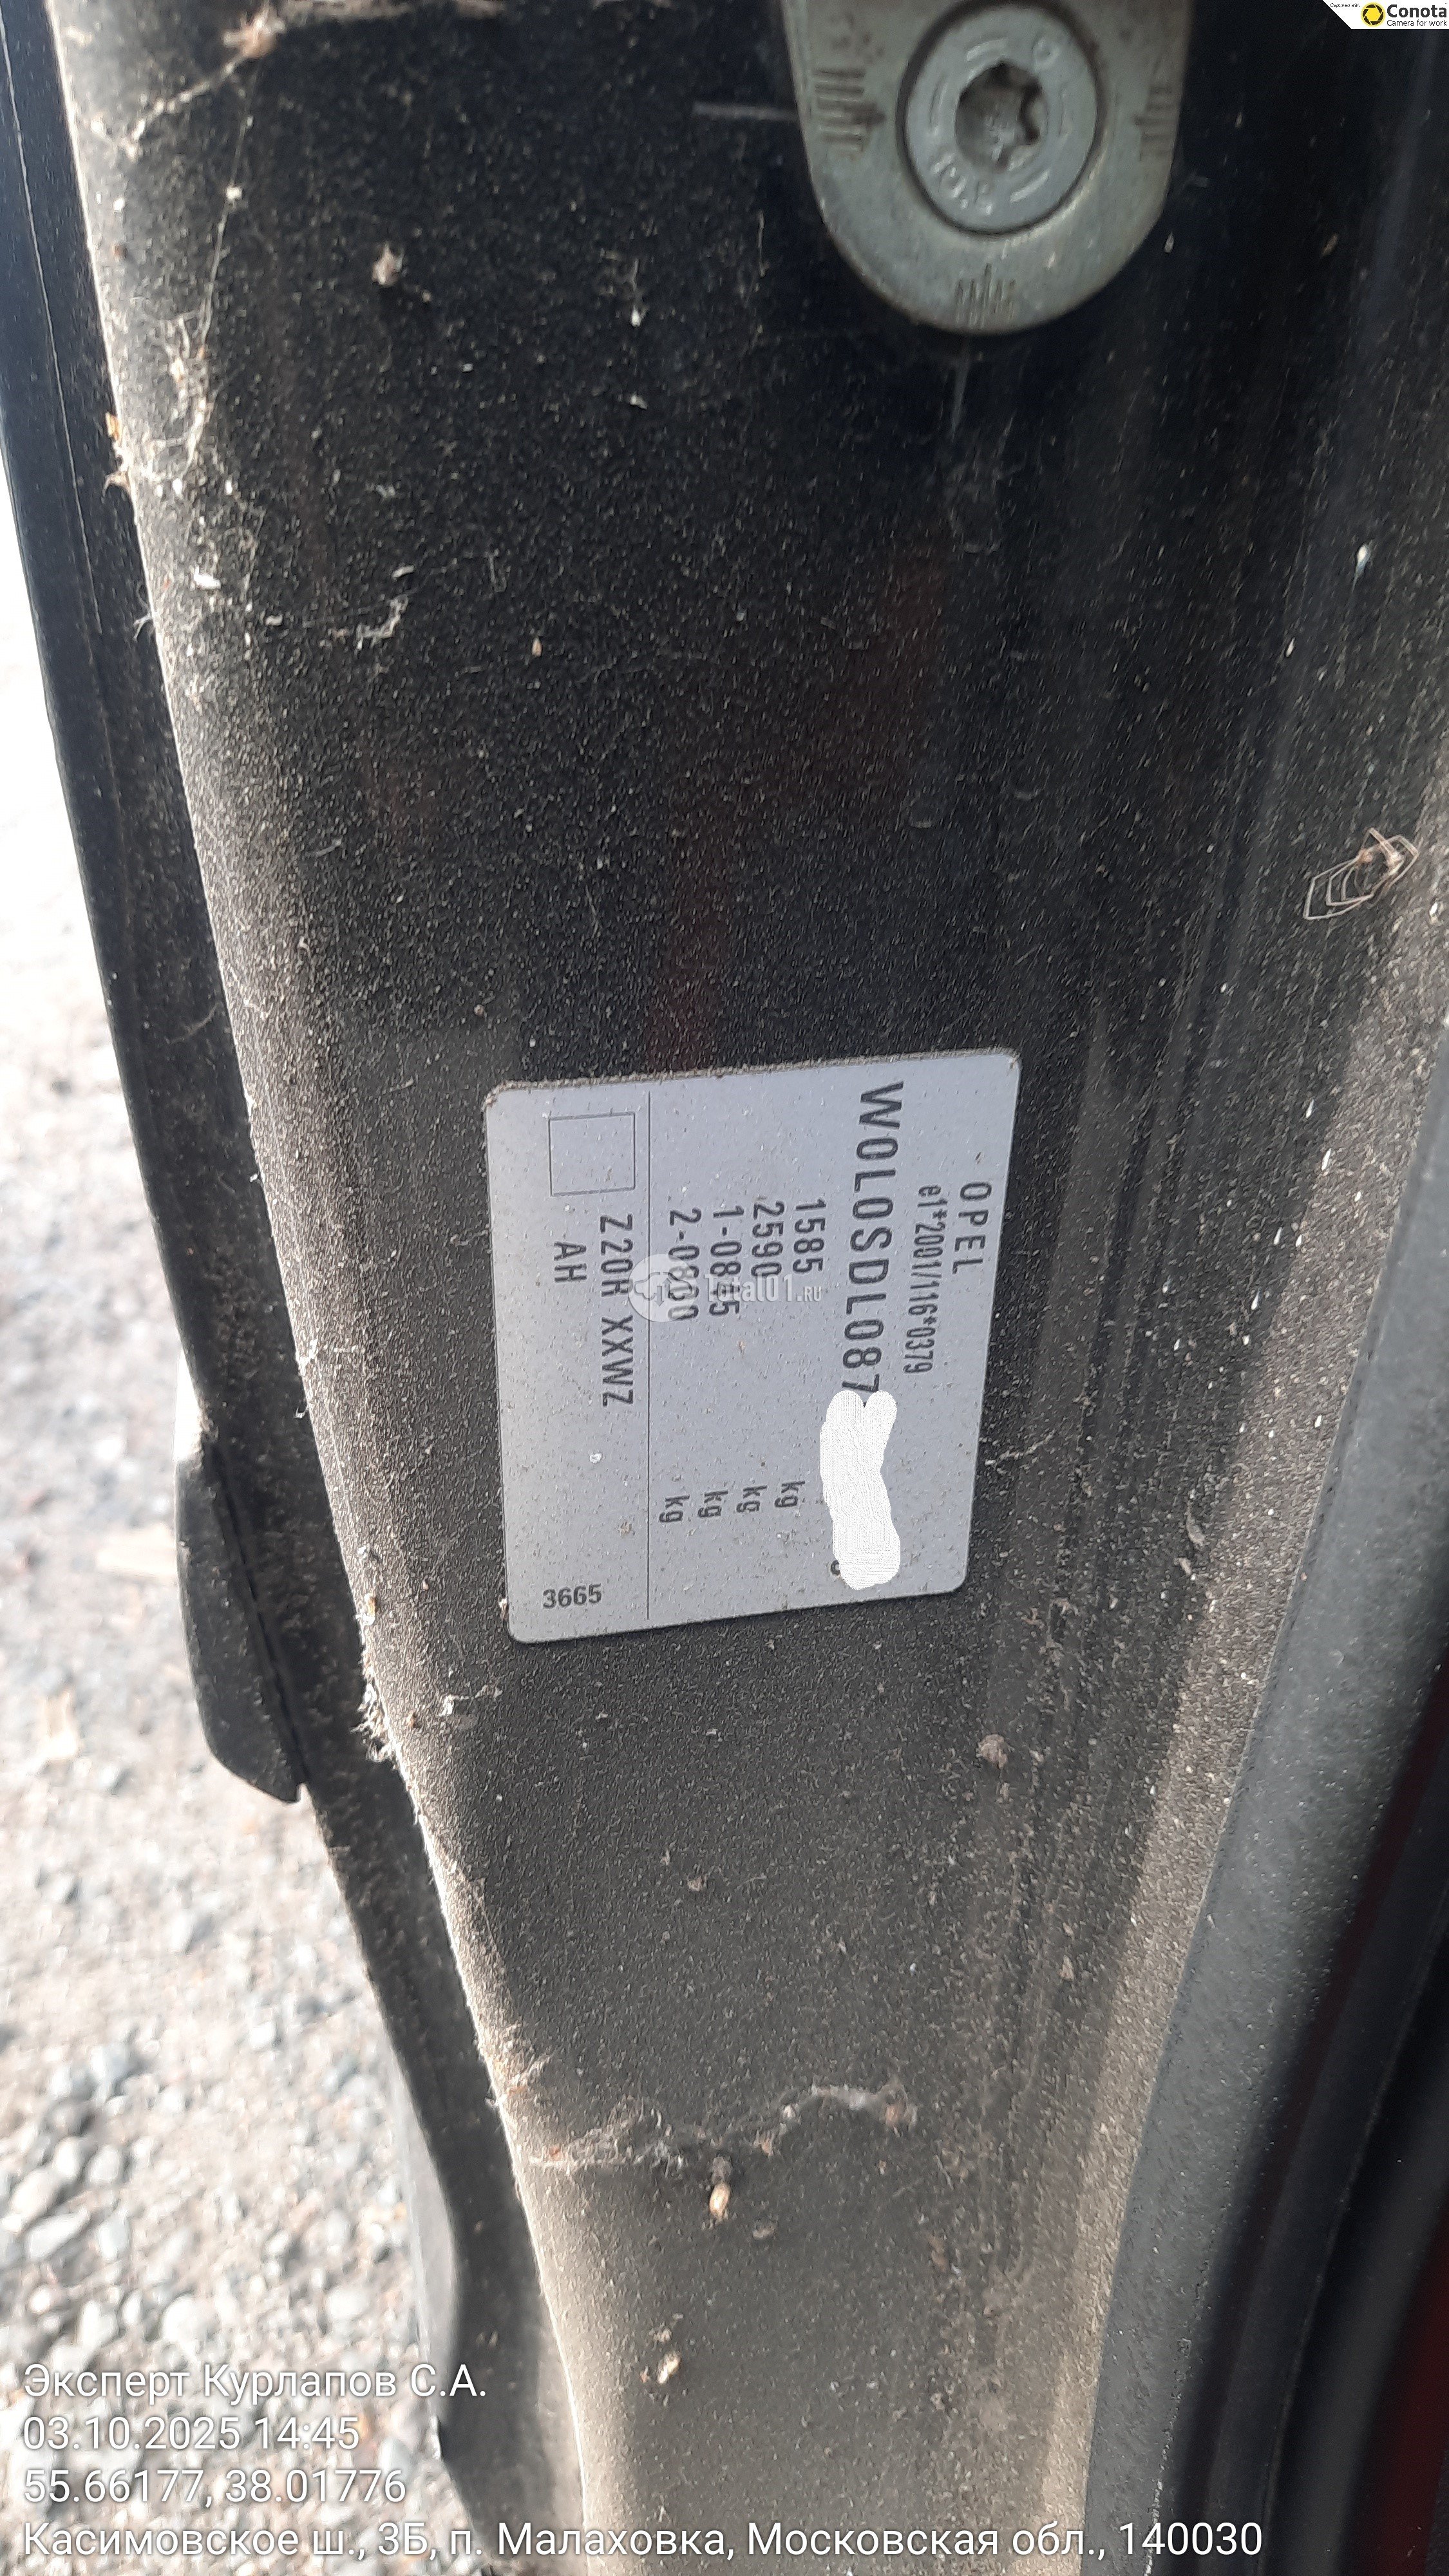 Conota
Camera for work
OPEL
e1*2001/116*0379
W0L0SDL087
1585 kg
2590 kg
1-0845 kg
2-0800 kg
Z20R XXWZ
AH
3665
Total01.RU
Эксперт Курлапов С.А.
03.10.2025 14:45
55.66177, 38.01776
Касимовское ш., 3Б, п. Малаховка, Московская обл., 140030